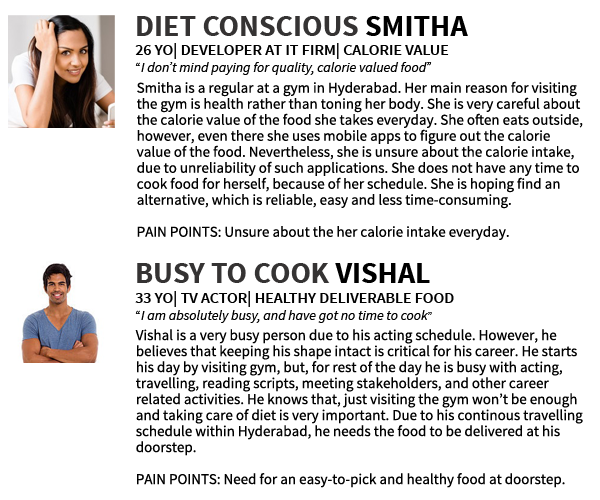 DIET CONSCIOUS SMITHA
26 YO| DEVELOPER AT IT FIRM| CALORIE VALUE
“I don’t mind paying for quality, calorie valued food”
Smitha is a regular at a gym in Hyderabad. Her main reason for visiting
the gym is health rather than toning her body. She is very careful about
the calorie value of the food she takes everyday. She often eats outside,
however, even there she uses mobile apps to figure out the calorie
value of the food. Nevertheless, she is unsure about the calorie intake,
due to unreliability of such applications. She does not have any time to
cook food for herself, because of her schedule. She is hoping find an
alternative, which is reliable, easy and less time-consuming.
PAIN POINTS: Unsure about the her calorie intake everyday.
BUSY TO COOK VISHAL
33 YO| TV ACTOR| HEALTHY DELIVERABLE FOOD
“I am absolutely busy, and have got no time to cook”
Vishal is a very busy person due to his acting schedule. However, he
believes that keeping his shape intact is critical for his career. He starts
his day by visiting gym, but, for rest of the day he is busy with acting,
travelling, reading scripts, meeting stakeholders, and other career
related activities. He knows that, just visiting the gym won’t be enough
and taking care of diet is very important. Due to his continous travelling
schedule within Hyderabad, he needs the food to be delivered at his
doorstep.
PAIN POINTS: Need for an easy-to-pick and healthy food at doorstep.